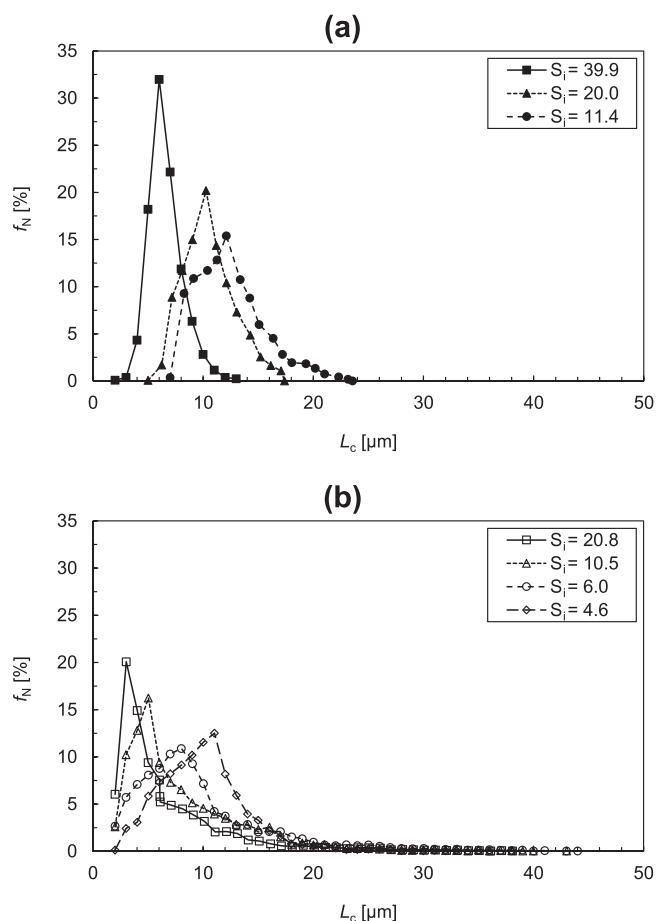 (a)
35
30
25
20
15
10
5
0
f_N [%]
S_i = 39.9
S_i = 20.0
S_i = 11.4
0 10 20 30 40 50
L_c [µm]
(b)
35
30
25
20
15
10
5
0
f_N [%]
S_i = 20.8
S_i = 10.5
S_i = 6.0
S_i = 4.6
0 10 20 30 40 50
L_c [µm]